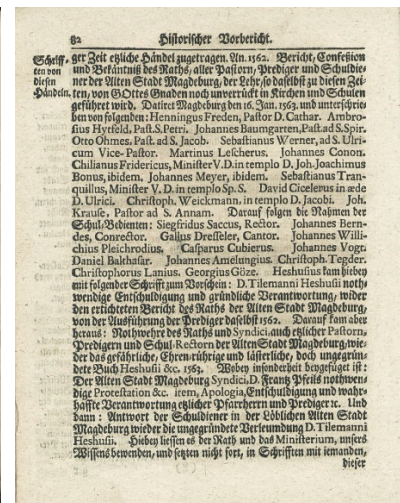 82 Historischer Vorbericht.
Schriff-
ten von
diesen
Händeln.
ger Zeit etzliche Händel zugetragen. An. 1562. Bericht, Confeßion
und Bekäntniß des Raths, aller Pastorn, Prediger und Schuldie-
ner der Alten Stadt Magdeburg, der Lehr, so daselbst zu diesen Zei-
ten, von GOttes Gnaden noch unverrückt in Kirchen und Schulen
geführet wird. Datiret Magdeburg den 16. Jan. 1563. und unterschrie-
ben von folgenden: Henningus Freden, Pastor D. Cathar. Ambro-
sius Hytfeld, Past. S. Petri. Johannes Baumgarten, Past. ad S. Spir.
Otto Ohmes, Past. ad S. Jacob. Sebastianus Werner, ad S. Ulri-
cum Vice-Pastor. Martinus Lescherus. Johannes Conon.
Chilianus Fridericus, Minister V. D. in templo D. Joh. Joachimus
Bonus, ibidem. Johannes Meyer, ibidem. Sebastianus Tran-
quillus, Minister V. D. in templo Sp. S. David Cicelerus in æde
D. Ulrici. Christoph. Weickmann, in templo D. Jacobi. Joh.
Krause, Pastor ad S. Annam. Darauf folgen die Nahmen der
Schul-Bedienten: Siegfridus Saccus, Rector. Johannes Bern-
des, Conrector. Gallus Dresseler, Cantor. Johannes Willi-
chius Pleichrodius. Casparus Cubierus. Johannes Vogt.
Daniel Balthasar. Johannes Amelungius. Christoph. Tegder.
Christophorus Lanius. Georgius Göze. Heshusius kam hiebey
mit folgender Schrifft zum Vorschein: D. Tilemanni Heshusii noth-
wendige Entschuldigung und gründliche Verantwortung, wider
den ertichteten Bericht des Raths der Alten Stadt Magdeburg,
von der Ausführung der Prediger daselbst 1562. Darauf kam aber
heraus: Nothwehre des Raths und Syndici, auch etzlicher Pastorn,
Predigern und Schul-Rectorn der Alten Stadt Magdeburg, wie-
der das gefährliche, Ehren-rührige und lästerliche, doch ungegrün-
dete Buch Heshusii &c. 1563. Wobey insonderheit beygefüget ist:
Der Alten Stadt Magdeburg Syndici, D. Frantz Pfeils nothwen-
dige Protestation &c. item, Apologia, Entschuldigung und wahr-
haffte Verantwortung etzlicher Pfarrherrn und Prediger ꝛc. Und
dann: Antwort der Schuldiener in der Löblichen Alten Stadt
Magdeburg wieder die ungegründete Verleumdung D. Tilemanni
Heshusii. Hiebey liessen es der Rath und das Ministerium, unsers
Wissens bewenden, und setzten nicht fort, in Schrifften mit iemanden,
dieser